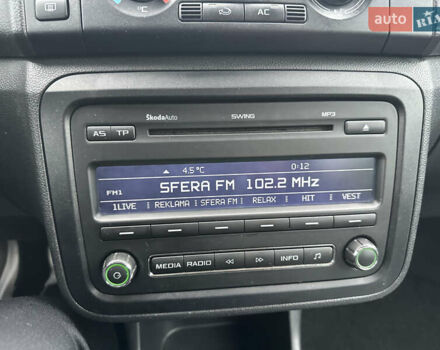 auto RIA
°C AC
ŠkodaAuto SWING MP3
AS TP
4.5°C 0:12
FM1 SFERA FM 102.2 MHz
1LIVE | REKLAMA | SFERA FM | RELAX | HIT | VEST
MEDIA RADIO INFO